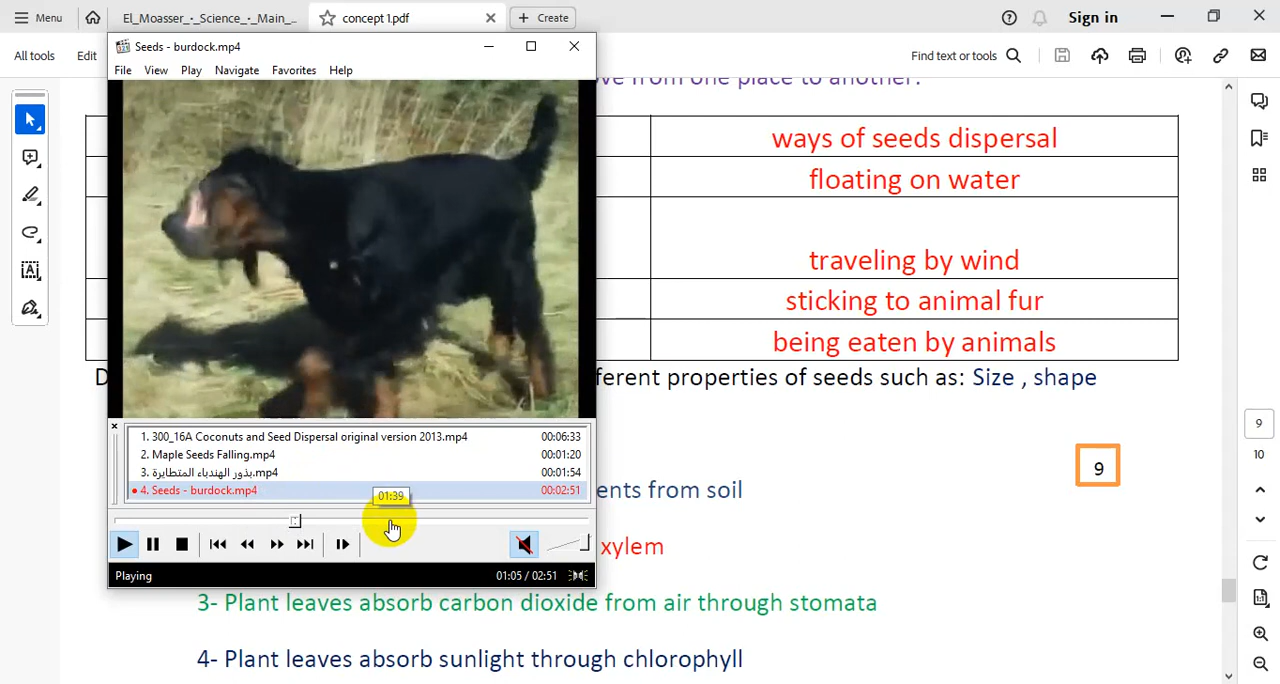 Menu
El_Moasser_-_Science_-_Main_...
concept 1.pdf
Create
Sign in
All tools
Edit
Find text or tools
Seeds - burdock.mp4
File View Play Navigate Favorites Help
ove from one place to another.
ways of seeds dispersal
floating on water
traveling by wind
sticking to animal fur
being eaten by animals
D
fferent properties of seeds such as: Size , shape
1. 300_16A Coconuts and Seed Dispersal original version 2013.mp4 00:06:33
2. Maple Seeds Falling.mp4 00:01:20
3. بذور الهندباء المتطايرة.mp4 00:01:54
4. Seeds - burdock.mp4 00:02:51
01:39
9
ents from soil
xylem
Playing
01:05 / 02:51
3- Plant leaves absorb carbon dioxide from air through stomata
4- Plant leaves absorb sunlight through chlorophyll
9
10